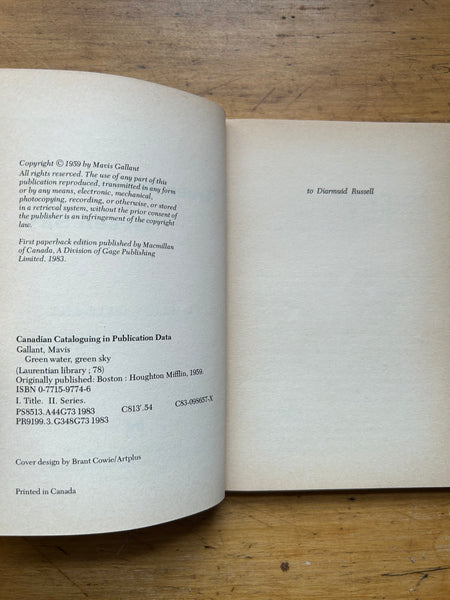 Copyright © 1959 by Mavis Gallant
All rights reserved. The use of any part of this
publication reproduced, transmitted in any form
or by any means, electronic, mechanical,
photocopying, recording, or otherwise, or stored
in a retrieval system, without the prior consent of
the publisher is an infringement of the copyright
law.
First paperback edition published by Macmillan
of Canada, A Division of Gage Publishing
Limited. 1983.
Canadian Cataloguing in Publication Data
Gallant, Mavis
Green water, green sky
(Laurentian library ; 78)
Originally published: Boston : Houghton Mifflin, 1959.
ISBN 0-7715-9774-6
I. Title. II. Series.
PS8513.A44G73 1983 C813'.54 C83-098657-X
PR9199.3.G348G73 1983
Cover design by Brant Cowie/Artplus
Printed in Canada
to Diarmuid Russell